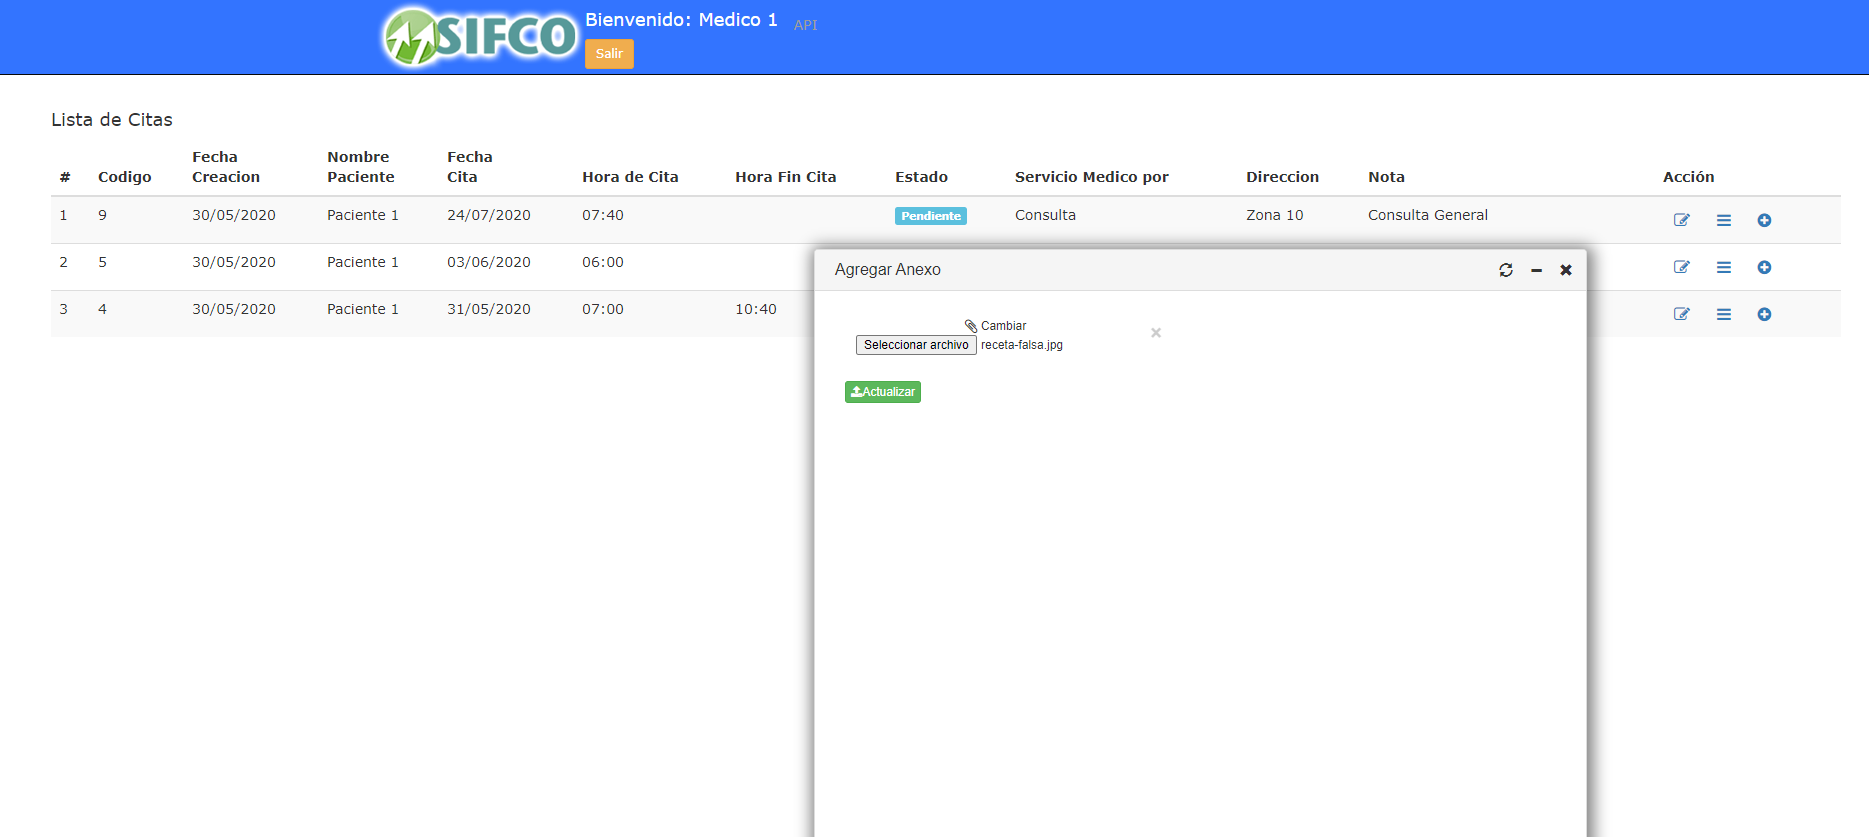 SIFCO
Bienvenido: Medico 1 API
Salir
Lista de Citas
# Codigo Fecha Creacion Nombre Paciente Fecha Cita Hora de Cita Hora Fin Cita Estado Servicio Medico por Direccion Nota Acción
1 9 30/05/2020 Paciente 1 24/07/2020 07:40 Pendiente Consulta Zona 10 Consulta General
2 5 30/05/2020 Paciente 1 03/06/2020 06:00
3 4 30/05/2020 Paciente 1 31/05/2020 07:00 10:40
Agregar Anexo
Cambiar
Seleccionar archivo receta-falsa.jpg
Actualizar